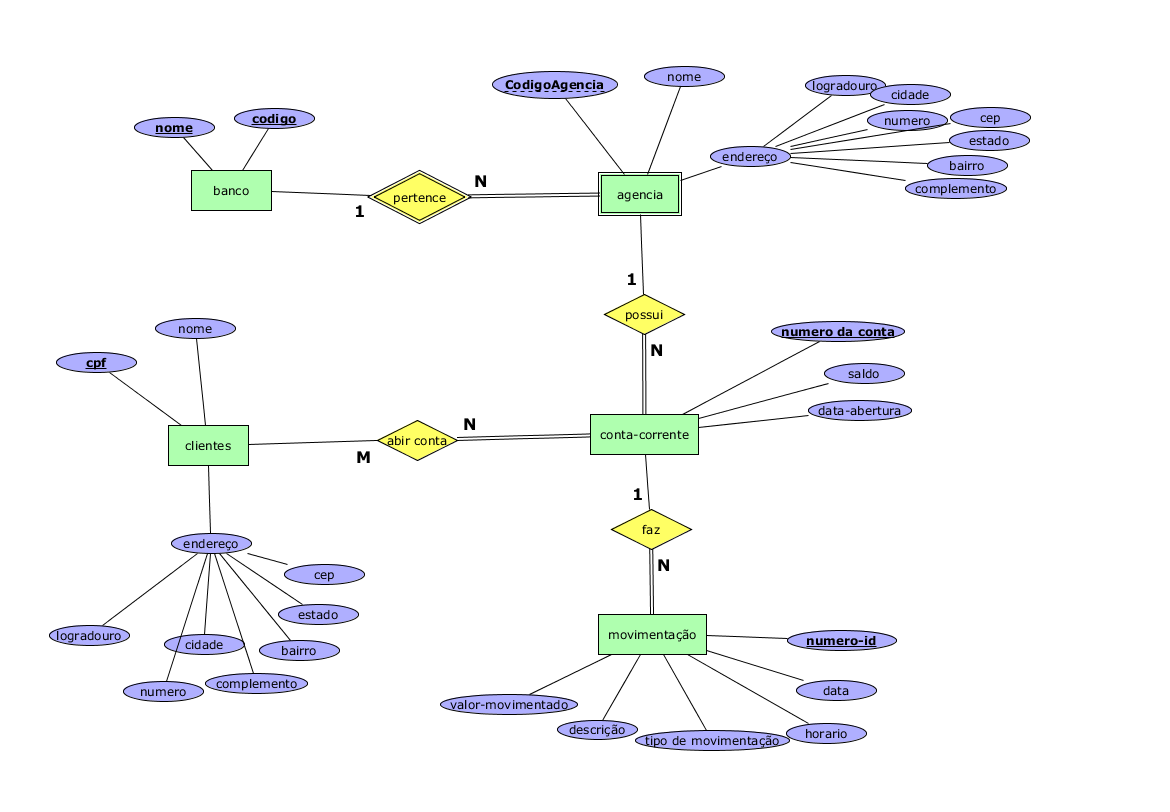 CodigoAgencia
nome
logradouro
cidade
numero
cep
estado
bairro
complemento
endereço
nome
codigo
banco
pertence
agencia
1
N
1
possui
N
numero da conta
saldo
data-abertura
nome
cpf
clientes
abir conta
conta-corrente
M
N
1
faz
N
endereço
cep
estado
bairro
logradouro
cidade
numero
complemento
movimentação
numero-id
data
horario
valor-movimentado
descrição
tipo de movimentação